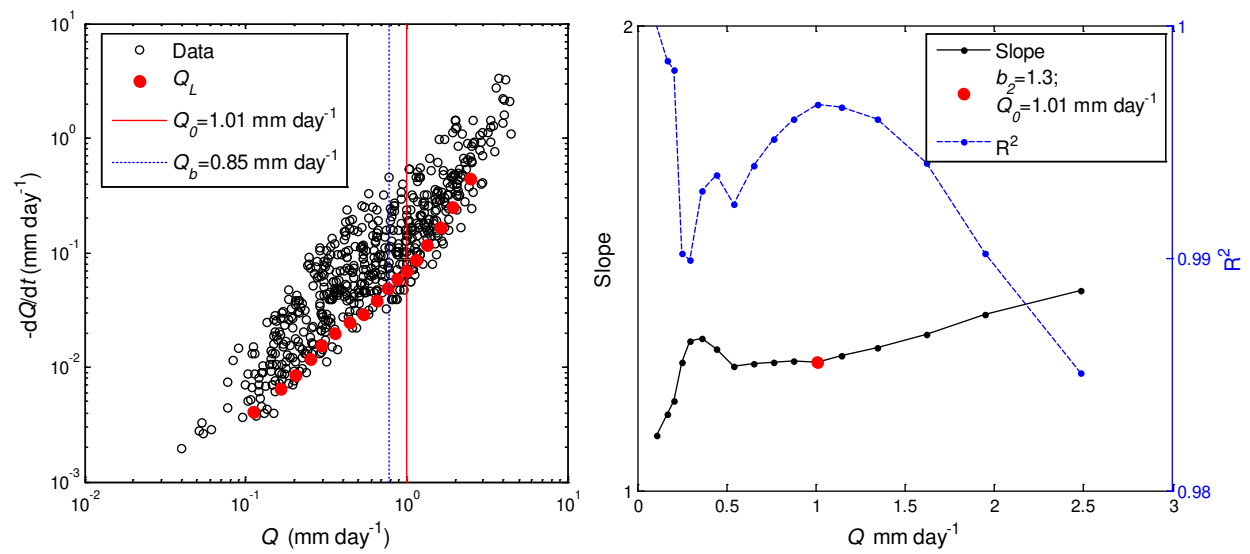 10^1
10^0
10^-1
10^-2
10^-3
-dQ/dt (mm day^-1)
Data
Q_L
Q_0=1.01 mm day^-1
Q_b=0.85 mm day^-1
10^-2
10^-1
10^0
10^1
Q (mm day^-1)
2
1
Slope
Slope
b_2=1.3;
Q_0=1.01 mm day^-1
R^2
1
0.99
0.98
R^2
0
0.5
1
1.5
2
2.5
3
Q mm day^-1